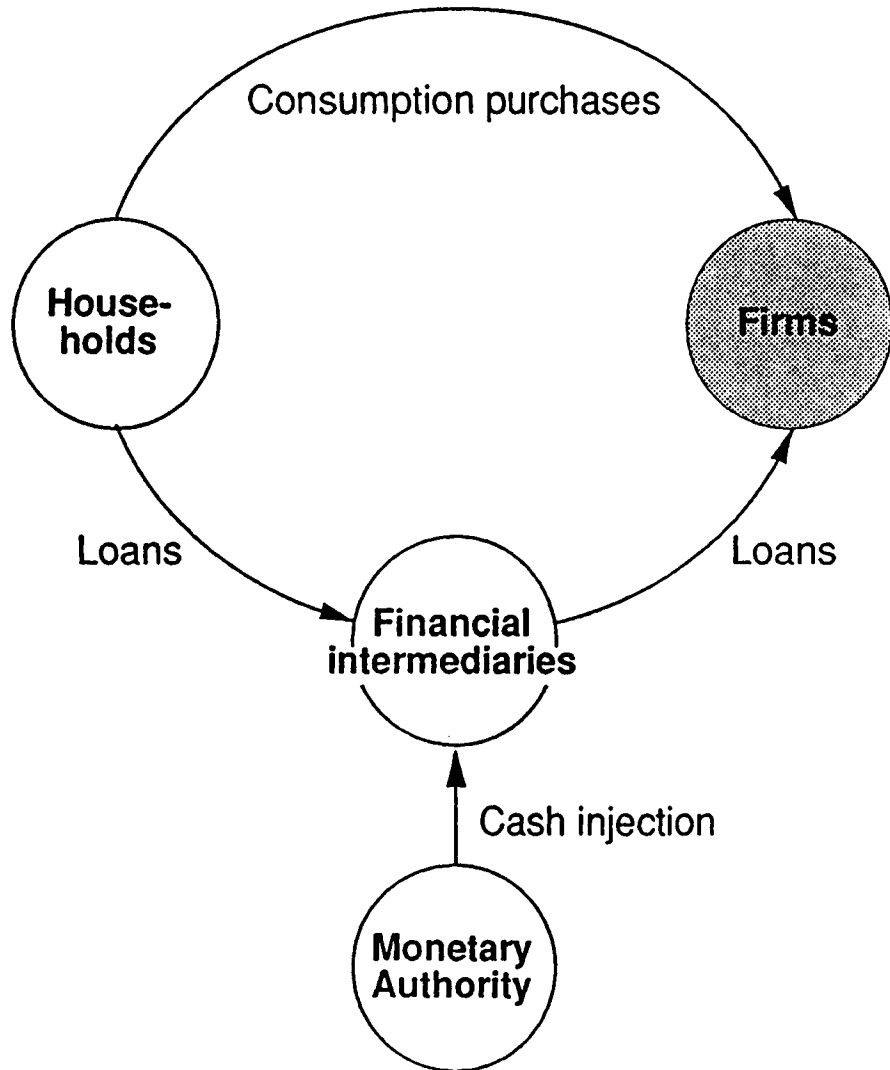 Consumption purchases
House-
holds
Firms
Loans
Loans
Financial
intermediaries
Cash injection
Monetary
Authority